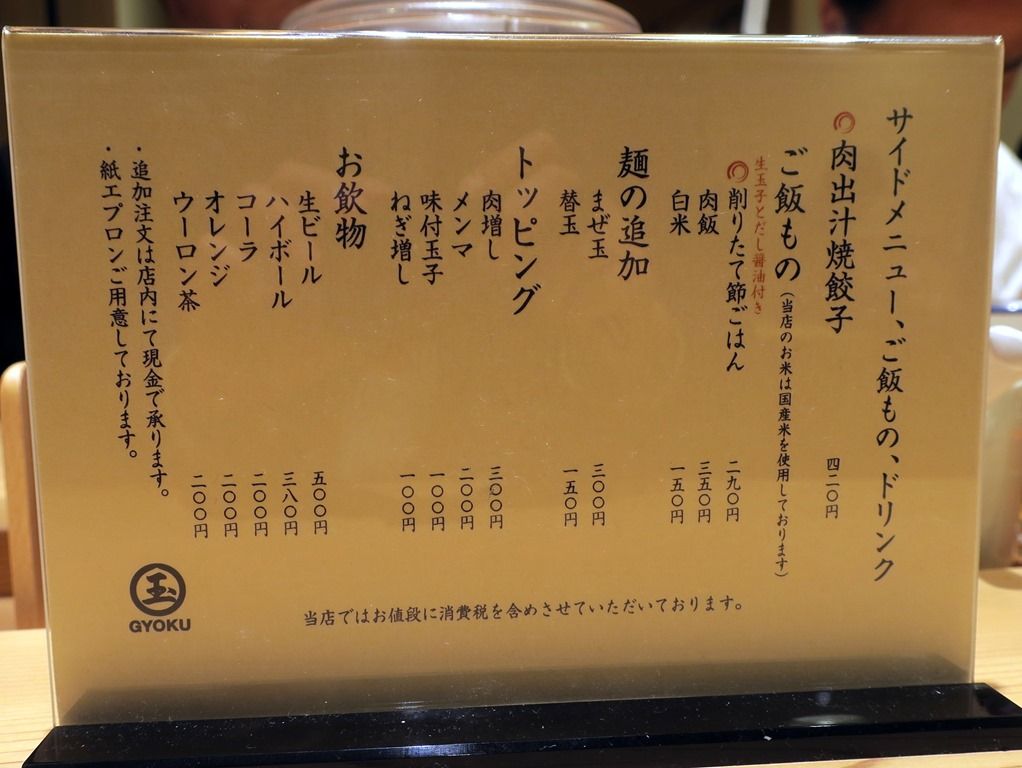 サイドメニュー、ご飯もの、ドリンク
肉出汁焼餃子 四二〇円
ご飯もの(当店のお米は国産米を使用しております)
生玉子とだし醤油付き
削りたて節ごはん 二九〇円
肉飯 三五〇円
白米 一五〇円
麺の追加
まぜ玉 三〇〇円
替玉 一五〇円
トッピング
肉増し 三〇〇円
メンマ 二〇〇円
味付玉子 一〇〇円
ねぎ増し 一〇〇円
お飲物
生ビール 五〇〇円
ハイボール 三八〇円
コーラ 二〇〇円
オレンジ 二〇〇円
ウーロン茶 二〇〇円
・追加注文は店内にて現金で承ります。
・紙エプロンご用意しております。
当店ではお値段に消費税を含めさせていただいております。
玉
GYOKU